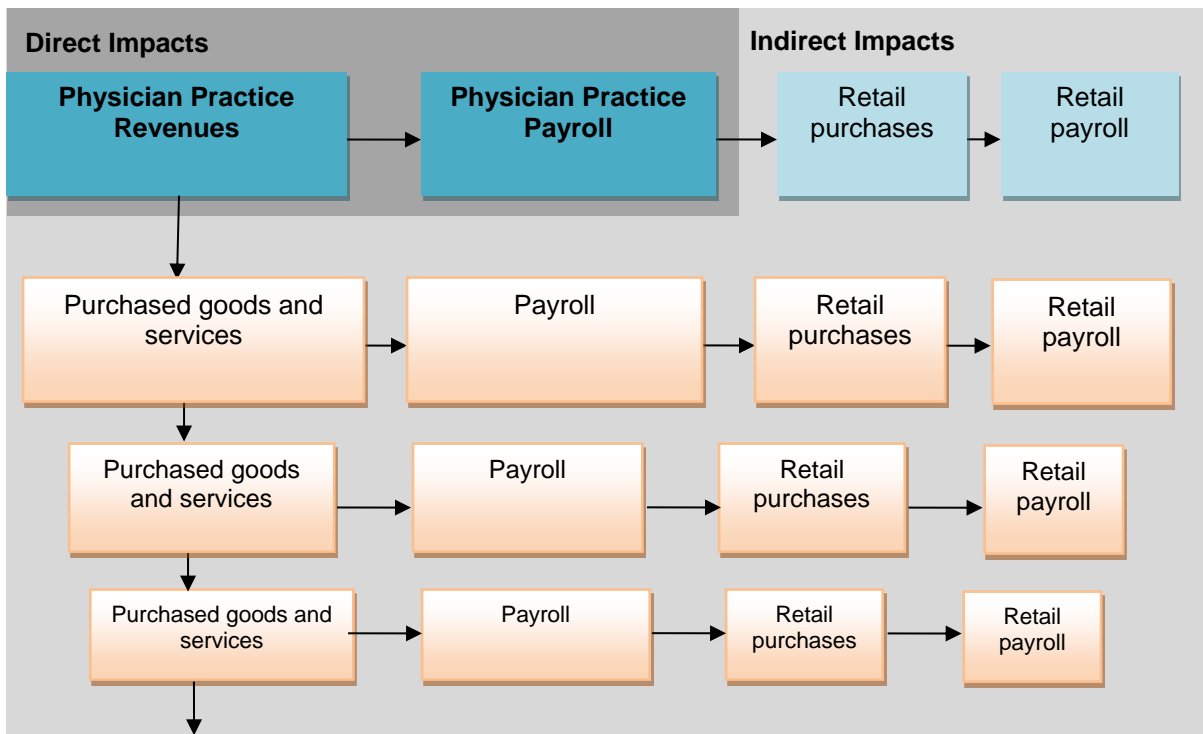 Direct Impacts
Indirect Impacts
Physician Practice
Revenues
Physician Practice
Payroll
Retail
purchases
Retail
payroll
Purchased goods and
services
Payroll
Retail
purchases
Retail
payroll
Purchased goods
and services
Payroll
Retail
purchases
Retail
payroll
Purchased goods and
services
Payroll
Retail
purchases
Retail
payroll